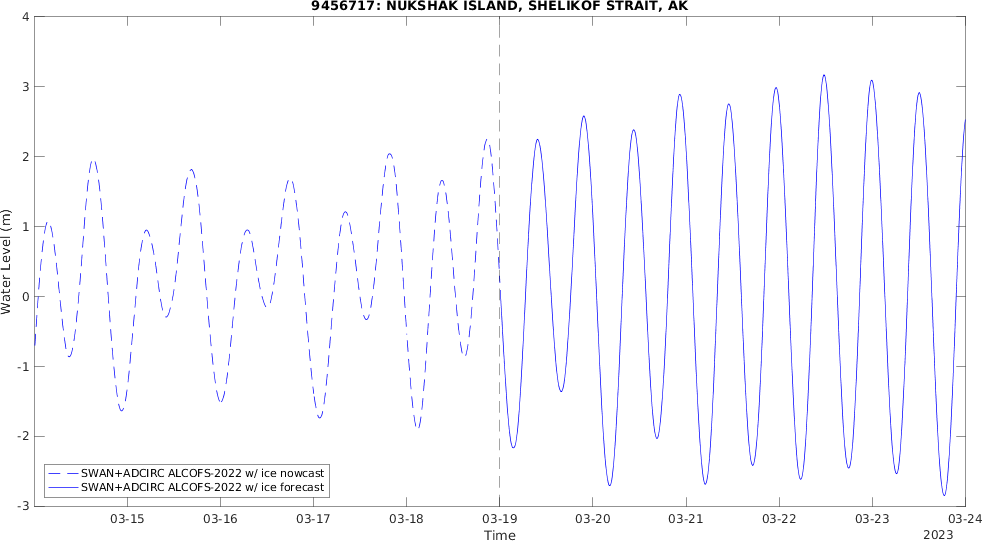 9456717: NUKSHAK ISLAND, SHELIKOF STRAIT, AK
4
3
2
1
0
-1
-2
-3
Water Level (m)
SWAN+ADCIRC ALCOFS-2022 w/ ice nowcast
SWAN+ADCIRC ALCOFS-2022 w/ ice forecast
03-15 03-16 03-17 03-18 03-19 03-20 03-21 03-22 03-23 03-24
Time
2023